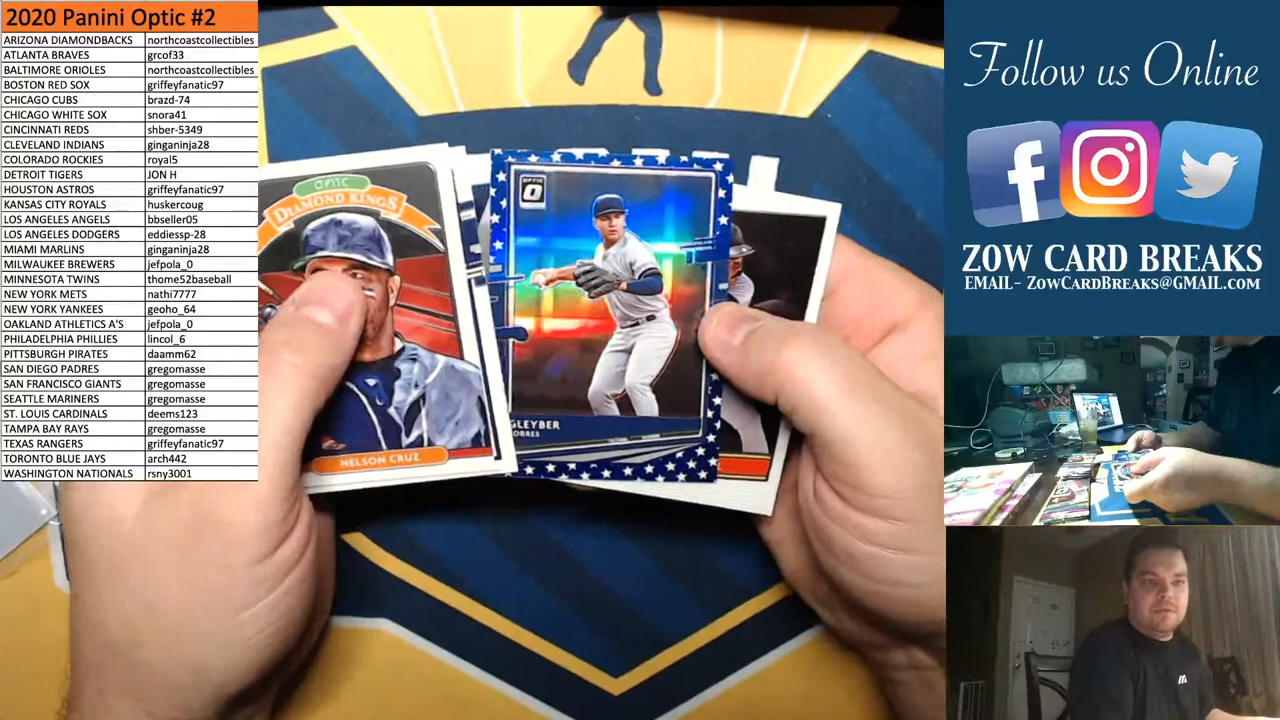 2020 Panini Optic #2
ARIZONA DIAMONDBACKS northcoastcollectibles
ATLANTA BRAVES grcof33
BALTIMORE ORIOLES northcoastcollectibles
BOSTON RED SOX griffeyfanatic97
CHICAGO CUBS brazd-74
CHICAGO WHITE SOX snora41
CINCINNATI REDS shber-5349
CLEVELAND INDIANS ginganinja28
COLORADO ROCKIES royal5
DETROIT TIGERS JON H
HOUSTON ASTROS griffeyfanatic97
KANSAS CITY ROYALS huskercoug
LOS ANGELES ANGELS bbseller05
LOS ANGELES DODGERS eddiessp-28
MIAMI MARLINS ginganinja28
MILWAUKEE BREWERS jefpola_0
MINNESOTA TWINS thome52baseball
NEW YORK METS nathi7777
NEW YORK YANKEES geoho_64
OAKLAND ATHLETICS A'S jefpola_0
PHILADELPHIA PHILLIES lincol_6
PITTSBURGH PIRATES daamm62
SAN DIEGO PADRES gregomasse
SAN FRANCISCO GIANTS gregomasse
SEATTLE MARINERS gregomasse
ST. LOUIS CARDINALS deems123
TAMPA BAY RAYS gregomasse
TEXAS RANGERS griffeyfanatic97
TORONTO BLUE JAYS arch442
WASHINGTON NATIONALS rsny3001
OPTIC
DIAMOND KINGS
NELSON CRUZ
OPTIC
O
GLEYBER
TORRES
Follow us Online
ZOW CARD BREAKS
EMAIL- ZOWCARDBREAKS@GMAIL.COM